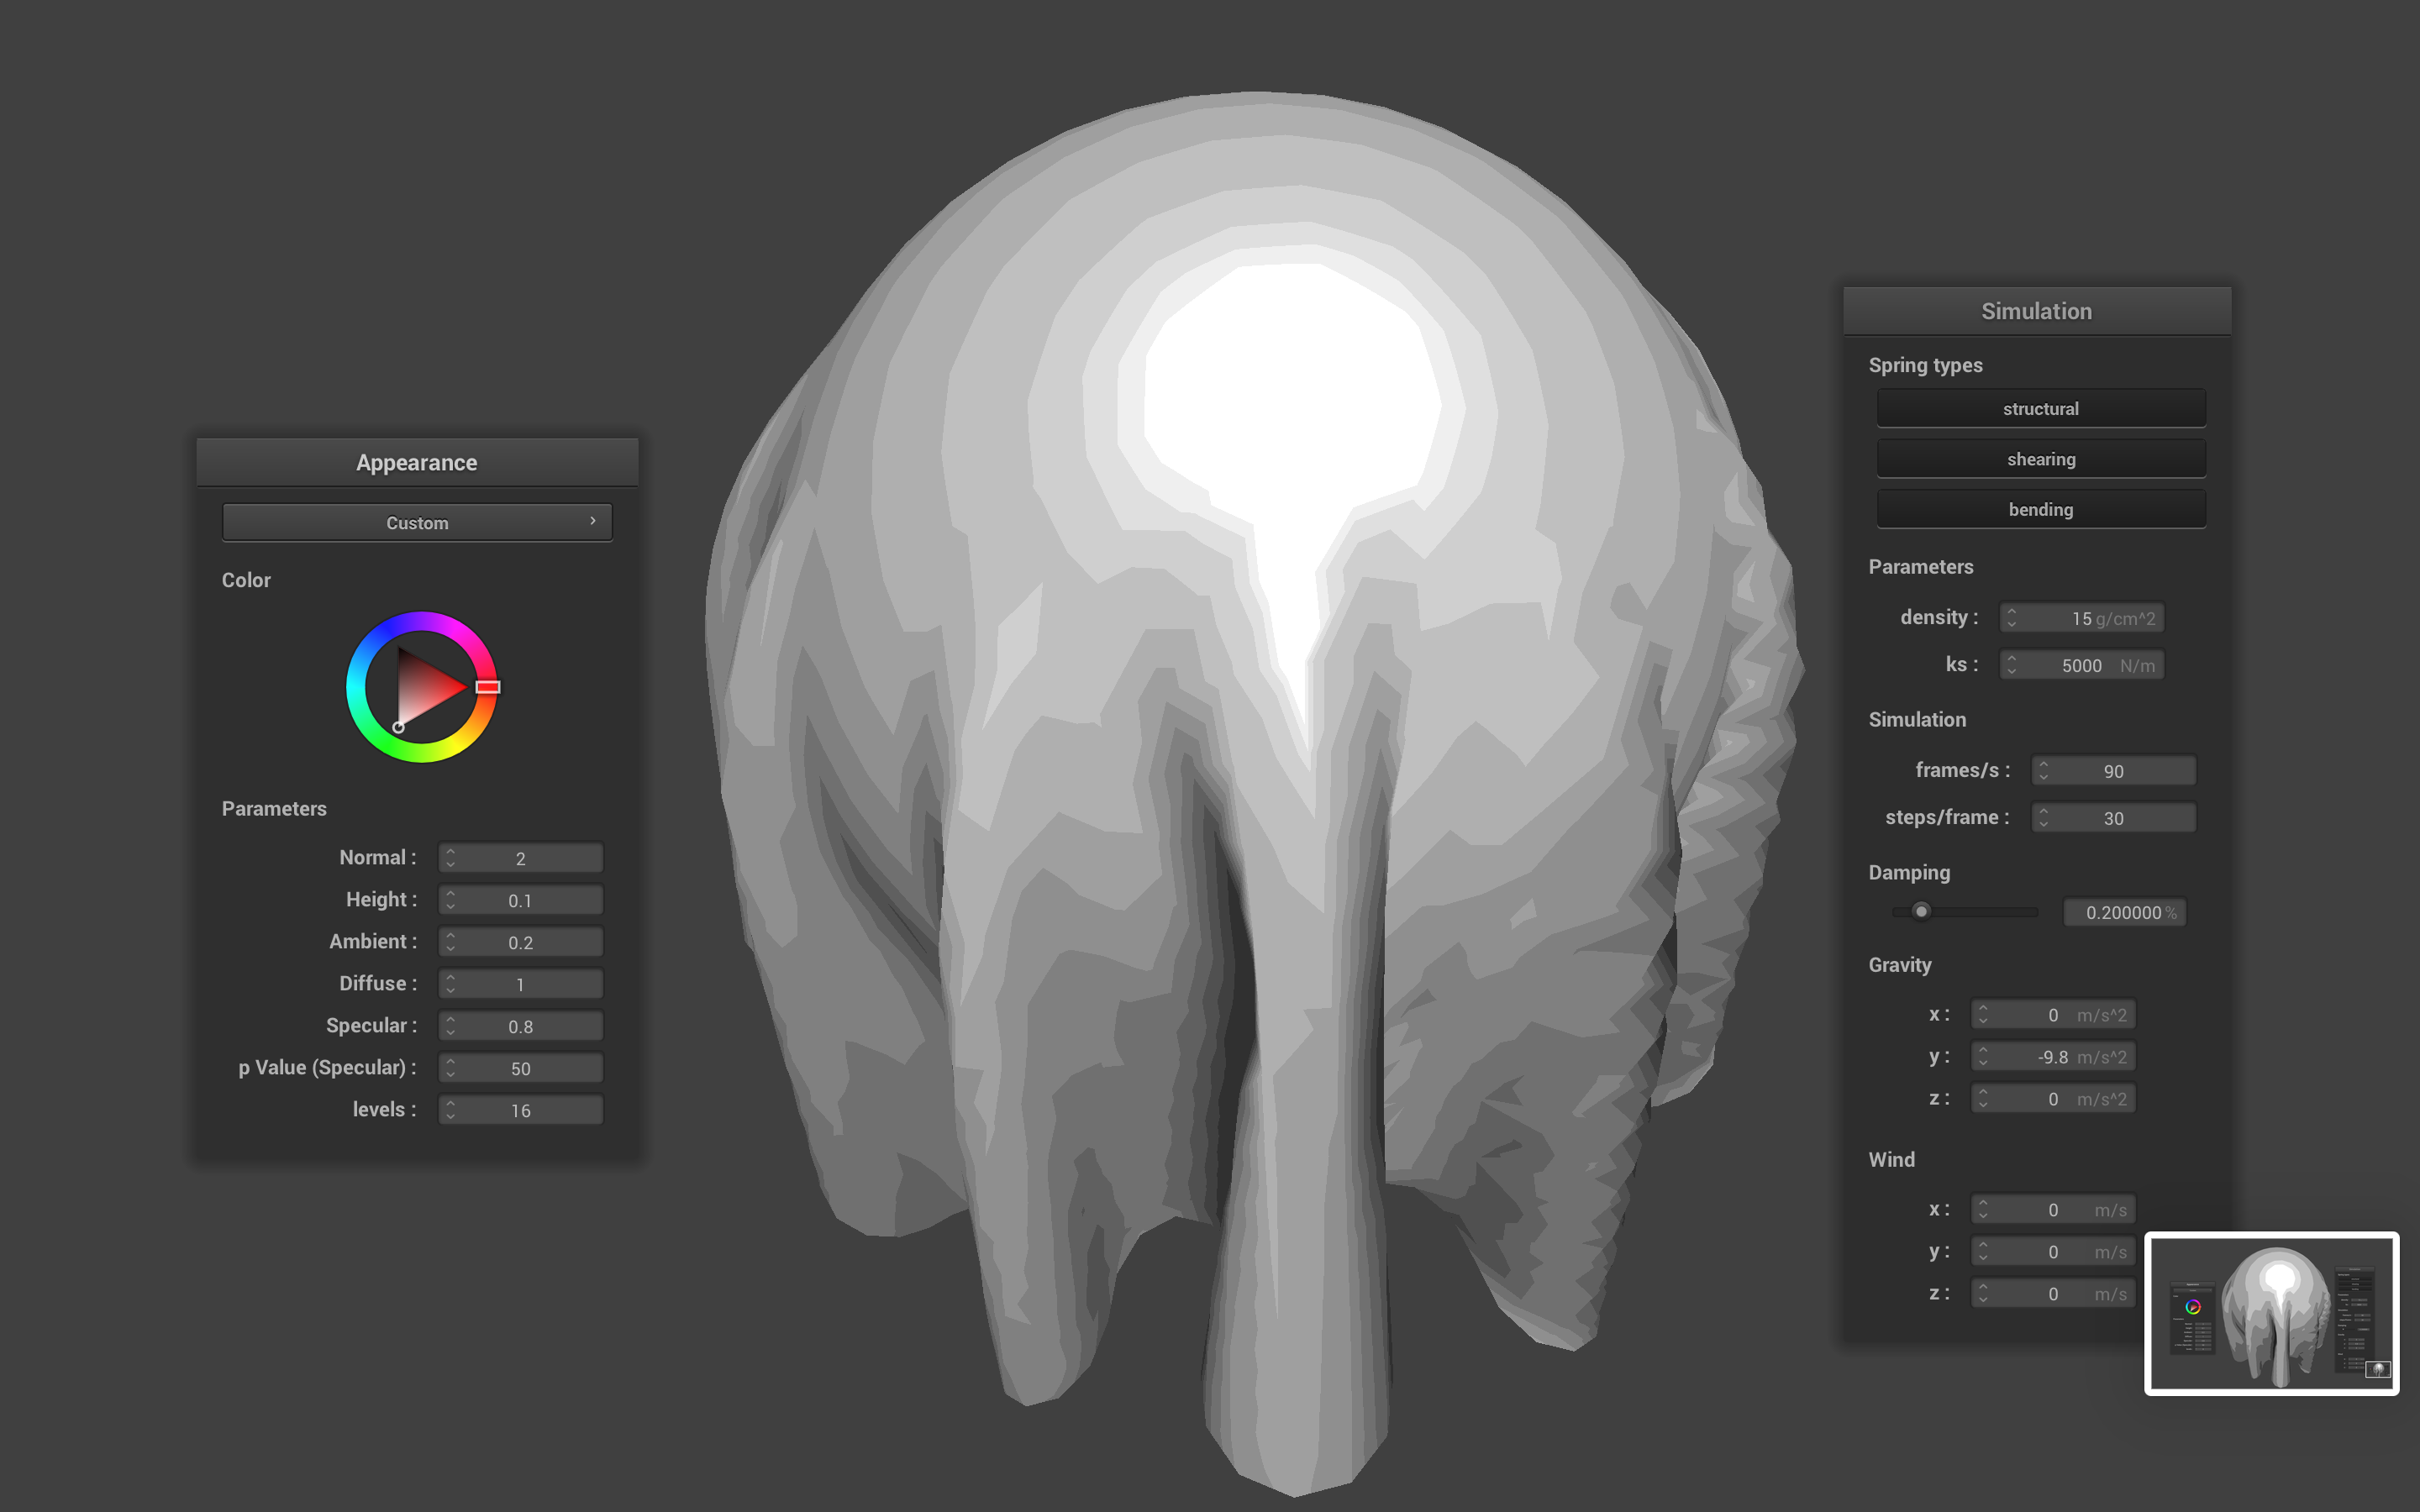 Appearance
Custom
Color
Parameters
Normal : 2
Height : 0.1
Ambient : 0.2
Diffuse : 1
Specular : 0.8
p Value (Specular) : 50
levels : 16
Simulation
Spring types
structural
shearing
bending
Parameters
density : 15 g/cm^2
ks : 5000 N/m
Simulation
frames/s : 90
steps/frame : 30
Damping
0.200000 %
Gravity
x : 0 m/s^2
y : -9.8 m/s^2
z : 0 m/s^2
Wind
x : 0 m/s
y : 0 m/s
z : 0 m/s